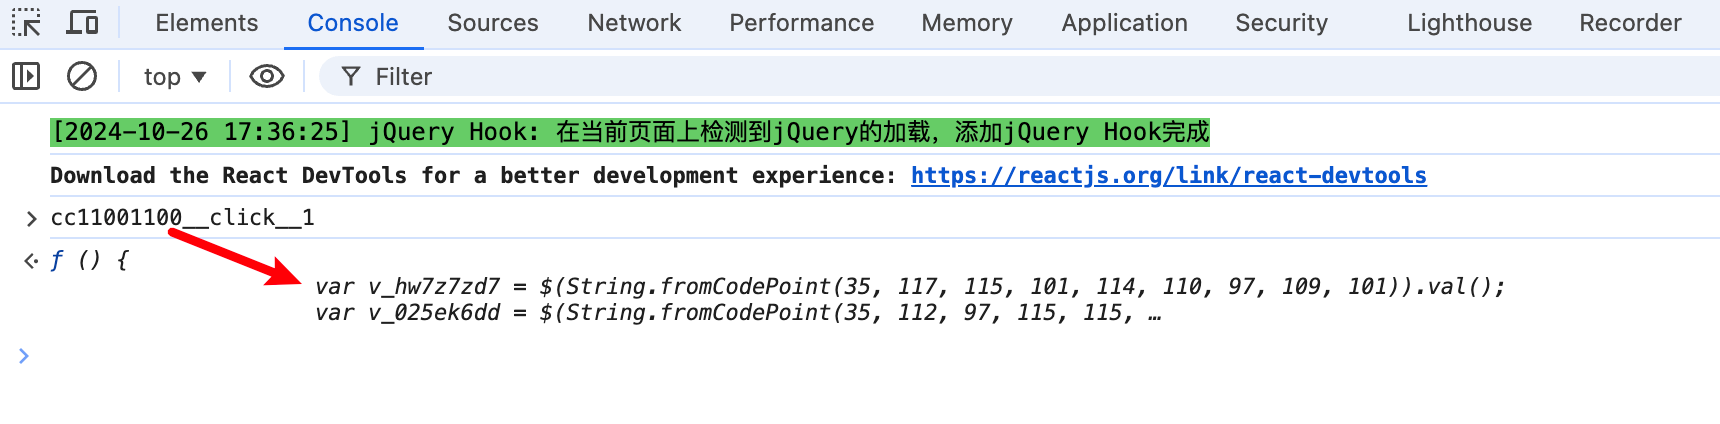 Elements Console Sources Network Performance Memory Application Security Lighthouse Recorder
top Filter
[2024-10-26 17:36:25] jQuery Hook: 在当前页面上检测到jQuery的加载，添加jQuery Hook完成
Download the React DevTools for a better development experience: https://reactjs.org/link/react-devtools
> cc11001100__click__1
ƒ () {
var v_hw7z7zd7 = $(String.fromCodePoint(35, 117, 115, 101, 114, 110, 97, 109, 101)).val();
var v_025ek6dd = $(String.fromCodePoint(35, 112, 97, 115, 115, …